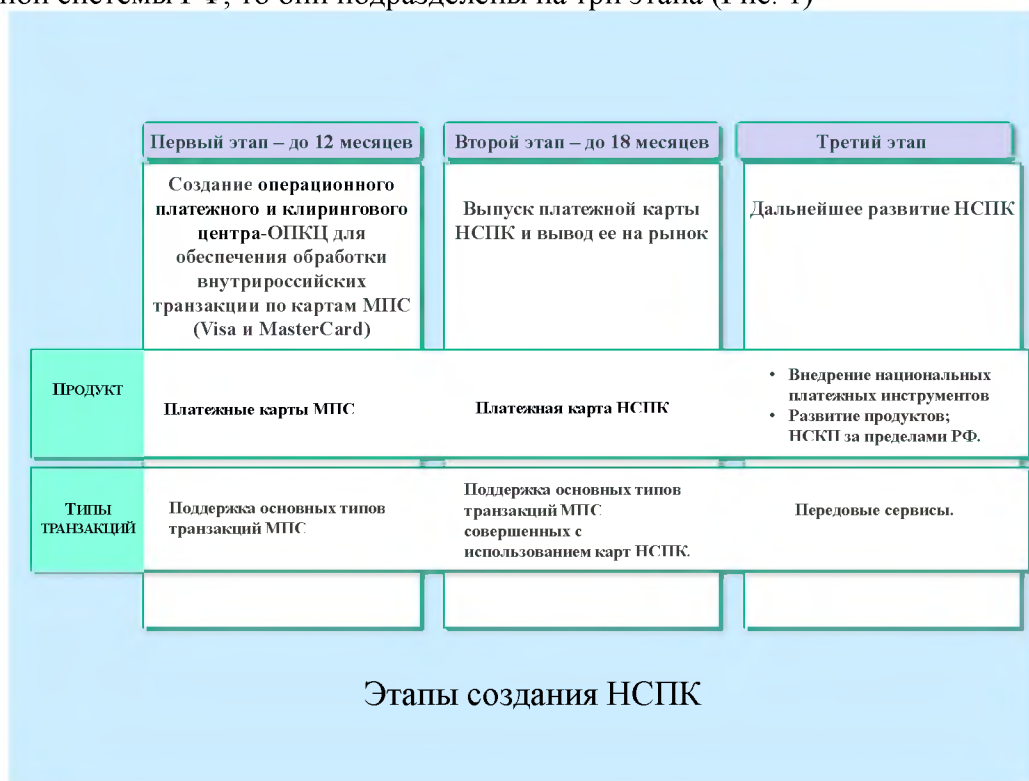 ной системы РФ, то они подразделены на три этапа (Рис. 1)
Первый этап – до 12 месяцев
Второй этап – до 18 месяцев
Третий этап
Создание операционного
платежного и клирингового
центра-ОПКЦ для
обеспечения обработки
внутрироссийских
транзакции по картам МПС
(Visa и MasterCard)
Выпуск платежной карты
НСПК и вывод ее на рынок
Дальнейшее развитие НСПК
Продукт
Платежные карты МПС
Платежная карта НСПК
• Внедрение национальных
платежных инструментов
• Развитие продуктов;
НСКП за пределами РФ.
Типы
транзакций
Поддержка основных типов
транзакций МПС
Поддержка основных типов
транзакций МПС
совершенных с
использованием карт НСПК.
Передовые сервисы.
Этапы создания НСПК